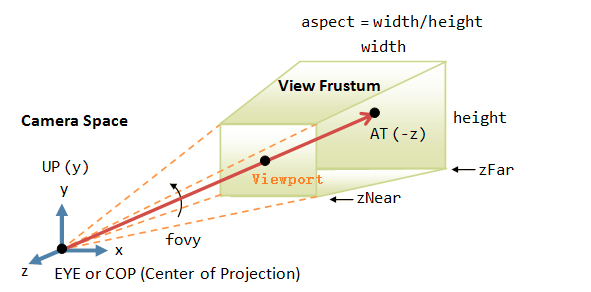 aspect = width/height
width
View Frustum
height
Camera Space
AT (-z)
UP (y)
zFar
Viewport
y
zNear
fovy
x
z
EYE or COP (Center of Projection)